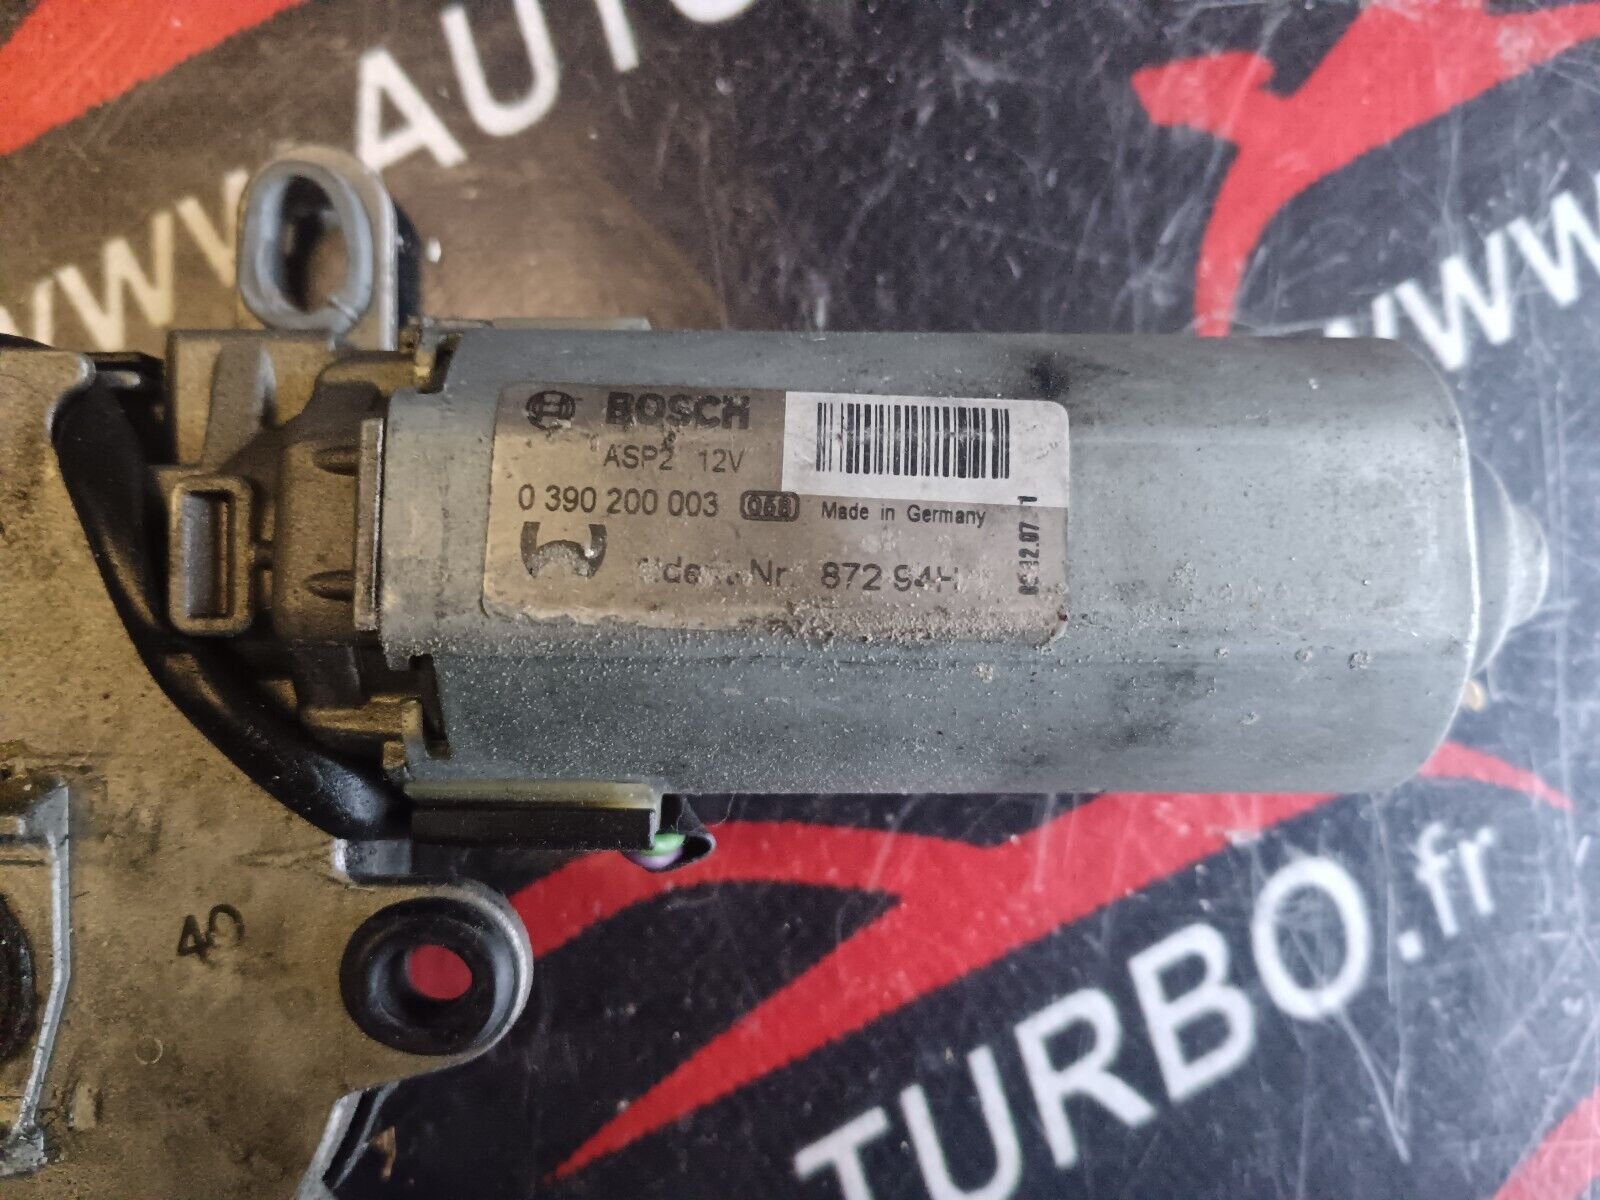 www.AUTO
BOSCH
ASP2 12V
0 390 200 003 068 Made in Germany
Nr 872 94H
40
www
TURBO.fr